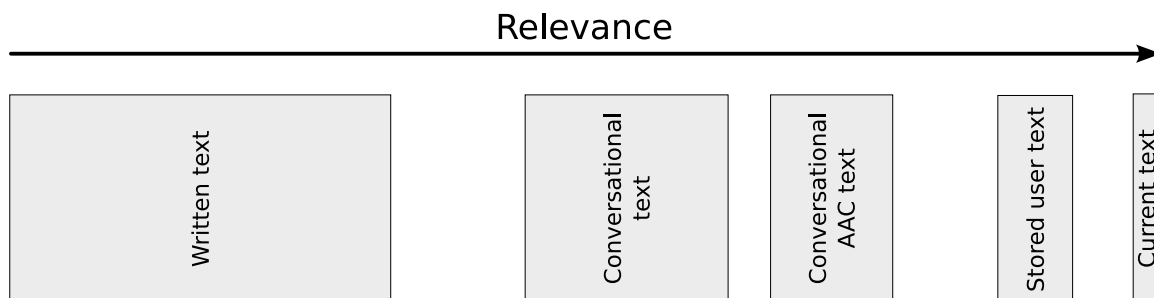 Relevance
Written text
Conversational
text
Conversational
AAC text
Stored user text
Current text